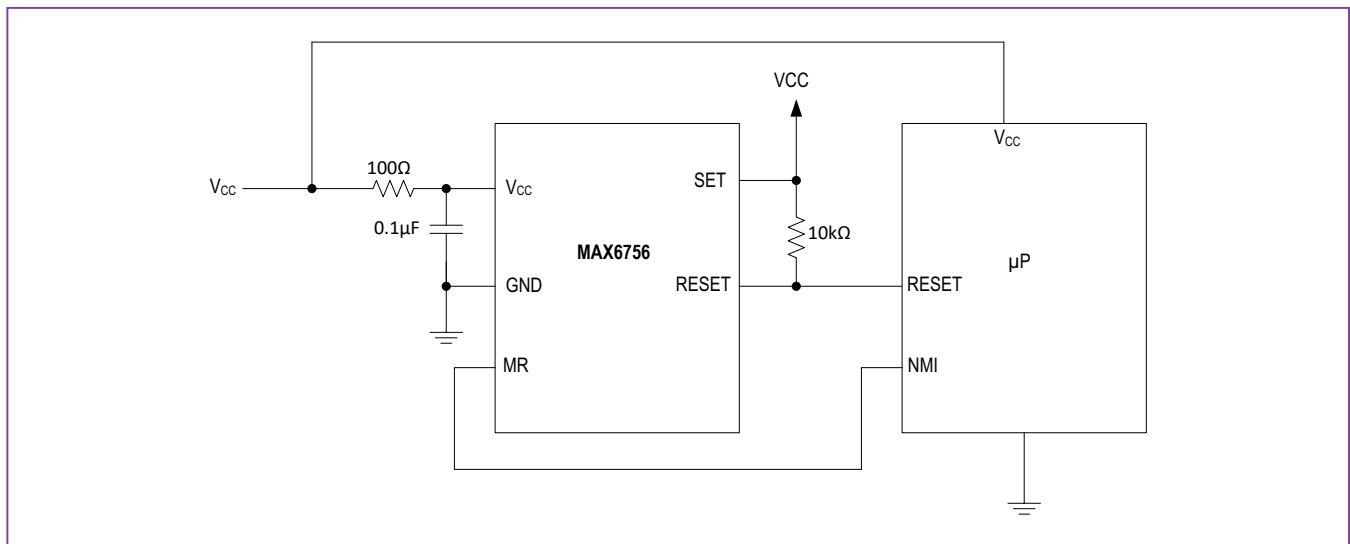 VCC
VCC
100Ω
VCC
VCC
SET
0.1µF
10kΩ
MAX6756
µP
GND
RESET
RESET
MR
NMI